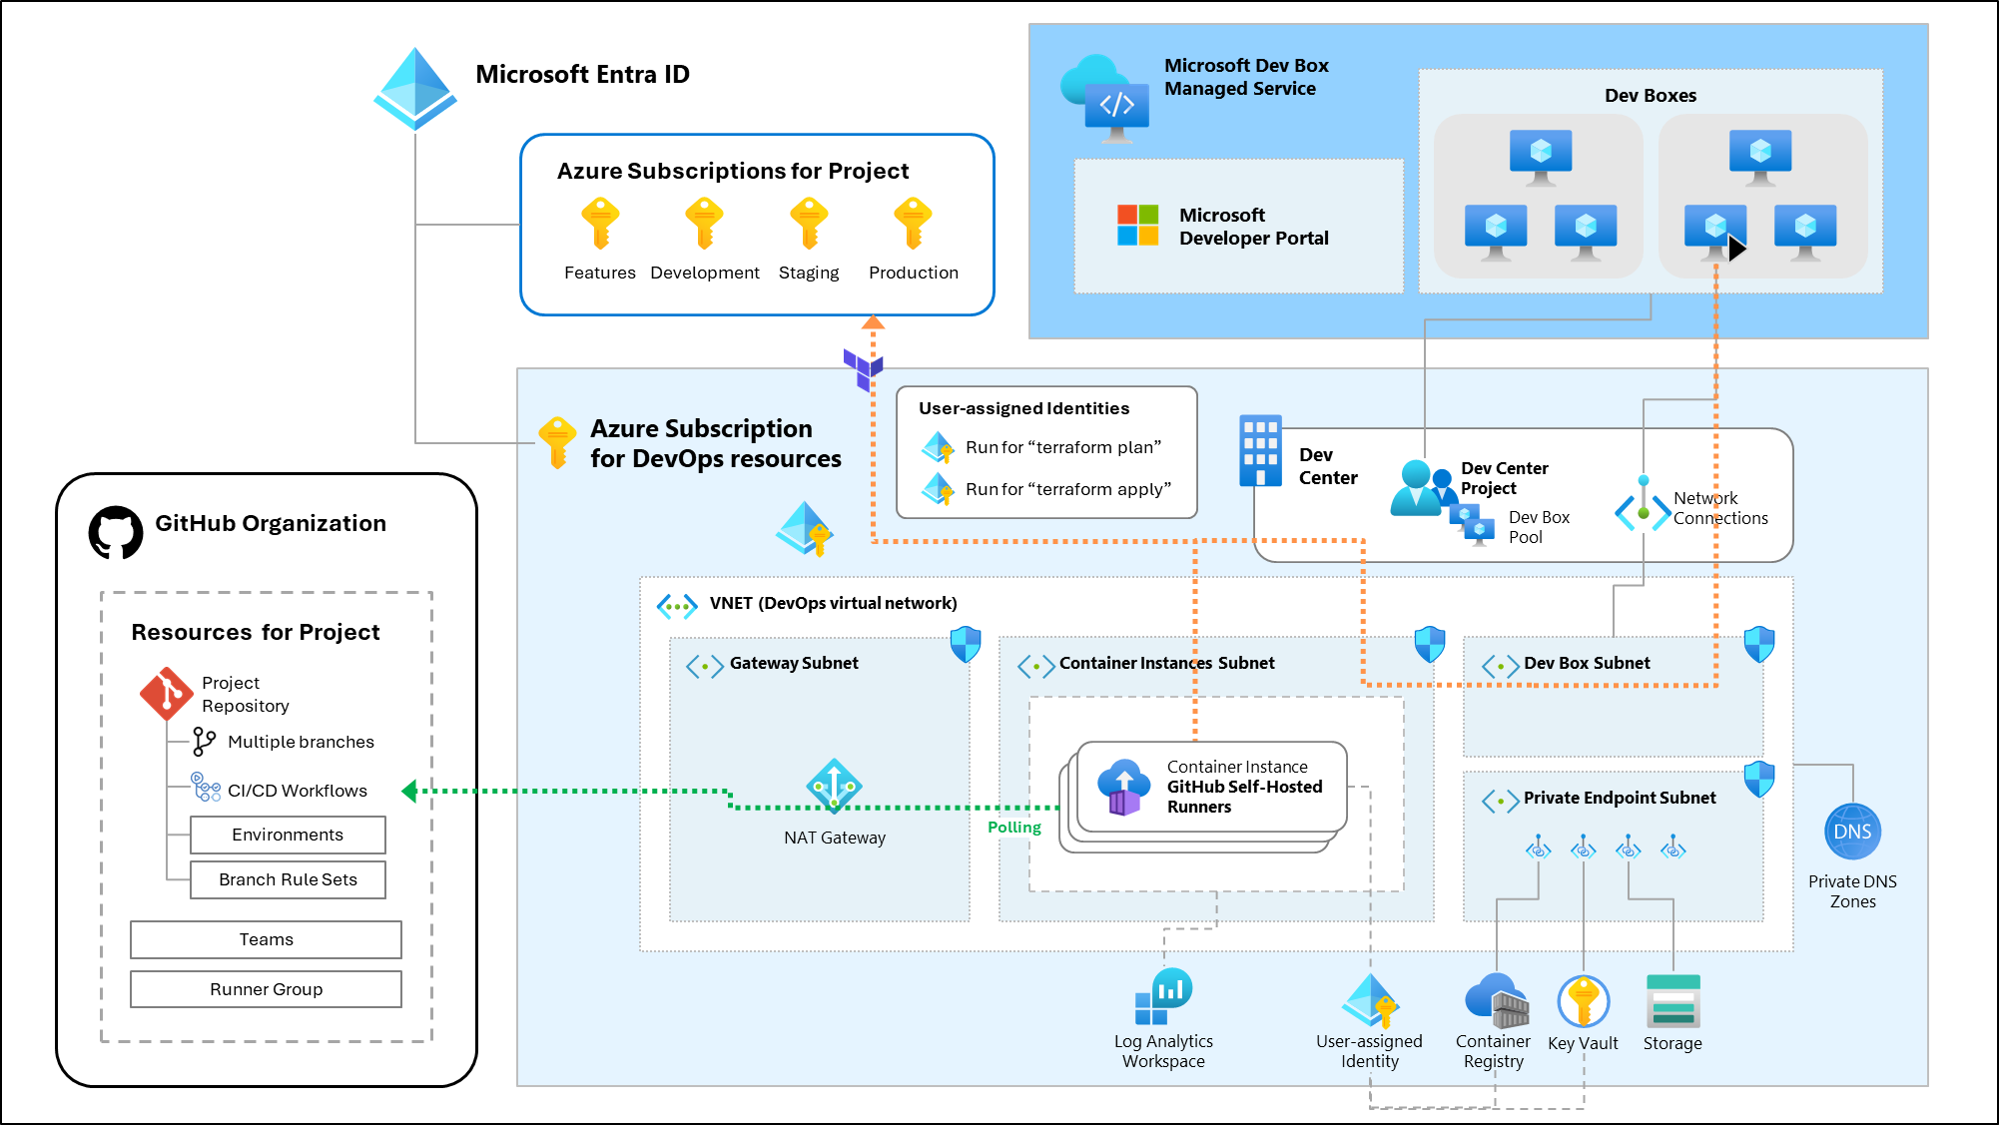 Microsoft Entra ID
Azure Subscriptions for Project
Features
Development
Staging
Production
Microsoft Dev Box
Managed Service
Microsoft
Developer Portal
Dev Boxes
Azure Subscription
for DevOps resources
User-assigned Identities
Run for “terraform plan”
Run for “terraform apply”
Dev
Center
Dev Center
Project
Dev Box
Pool
Network
Connections
GitHub Organization
Resources for Project
Project
Repository
Multiple branches
CI/CD Workflows
Environments
Branch Rule Sets
Teams
Runner Group
VNET (DevOps virtual network)
Gateway Subnet
NAT Gateway
Container Instances Subnet
Container Instance
GitHub Self-Hosted
Runners
Polling
Dev Box Subnet
Private Endpoint Subnet
DNS
Private DNS
Zones
Log Analytics
Workspace
User-assigned
Identity
Container
Registry
Key Vault
Storage